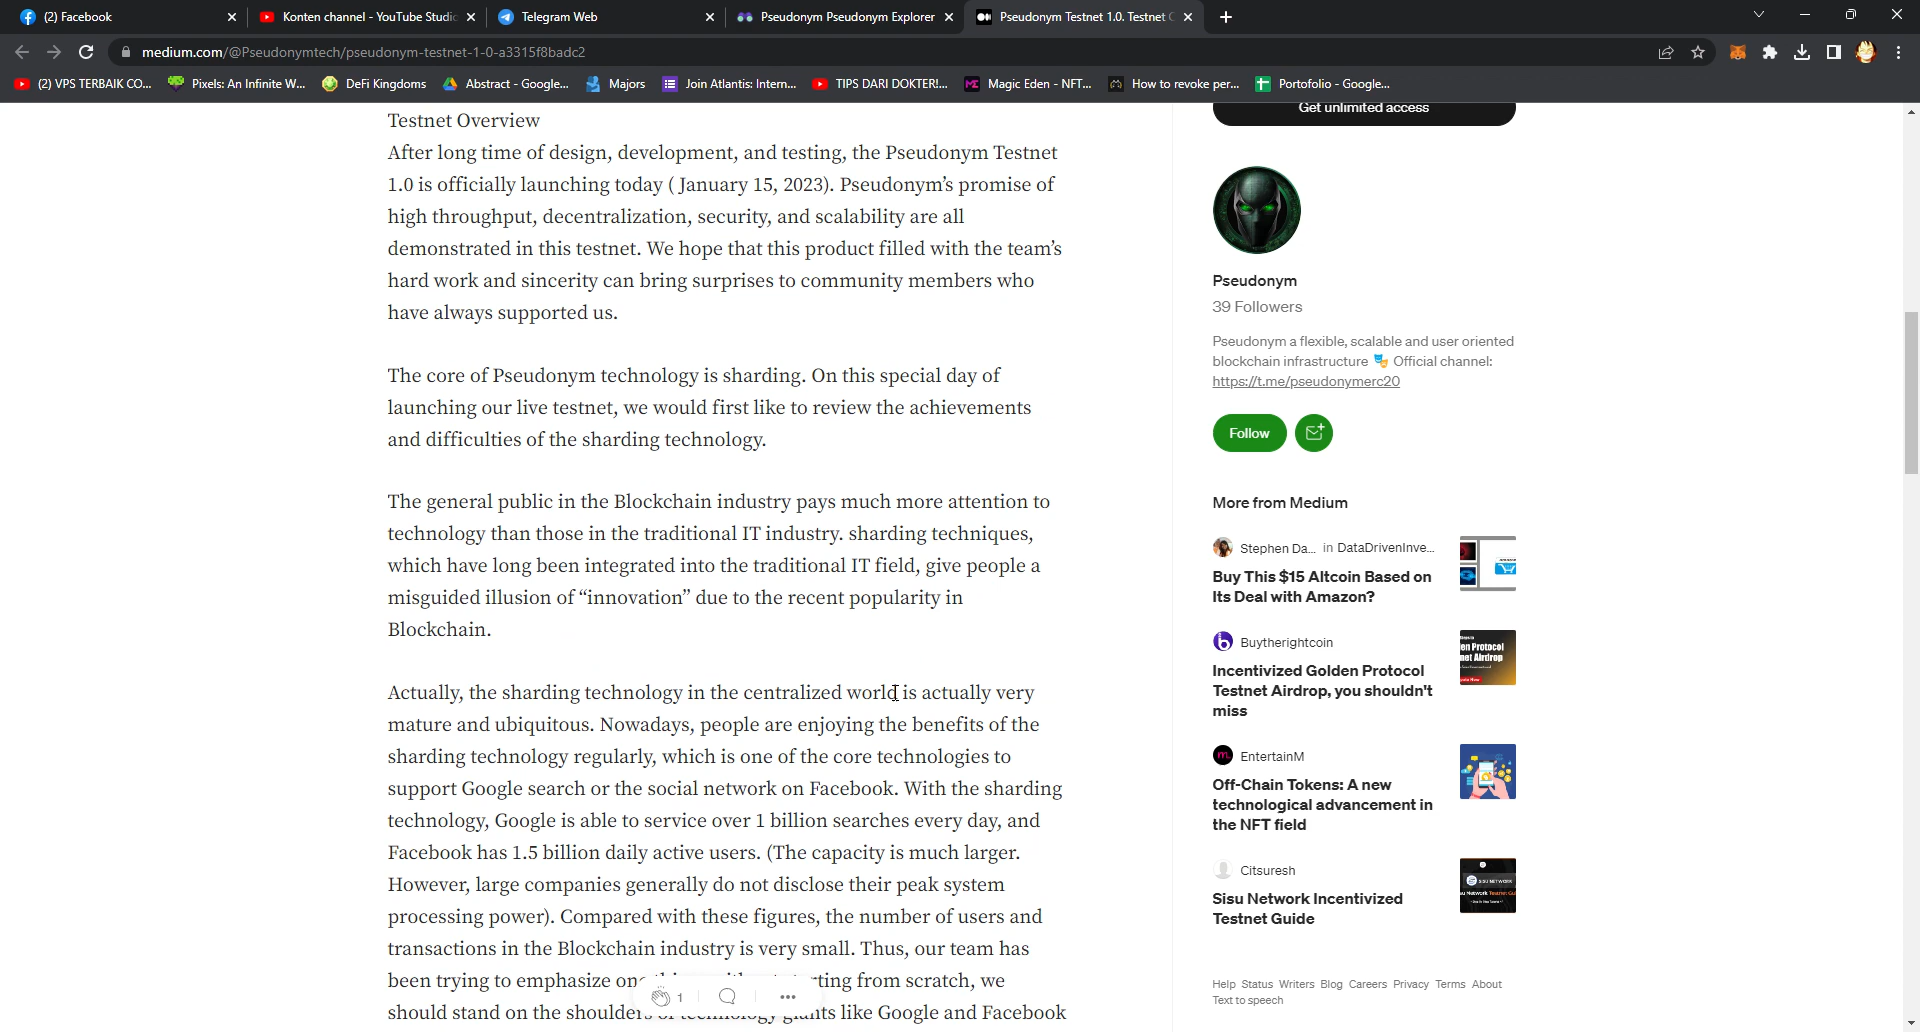 (2) Facebook
Konten channel - YouTube Studio
Telegram Web
Pseudonym Pseudonym Explorer
Pseudonym Testnet 1.0. Testnet
medium.com/@Pseudonymtech/pseudonym-testnet-1-0-a3315f8badc2
(2) VPS TERBAIK CO...
Pixels: An Infinite W...
DeFi Kingdoms
Abstract - Google...
Majors
Join Atlantis: Intern...
TIPS DARI DOKTER!...
Magic Eden - NFT...
How to revoke per...
Portofolio - Google...
Testnet Overview
After long time of design, development, and testing, the Pseudonym Testnet
1.0 is officially launching today ( January 15, 2023). Pseudonym’s promise of
high throughput, decentralization, security, and scalability are all
demonstrated in this testnet. We hope that this product filled with the team’s
hard work and sincerity can bring surprises to community members who
have always supported us.
The core of Pseudonym technology is sharding. On this special day of
launching our live testnet, we would first like to review the achievements
and difficulties of the sharding technology.
The general public in the Blockchain industry pays much more attention to
technology than those in the traditional IT industry. sharding techniques,
which have long been integrated into the traditional IT field, give people a
misguided illusion of “innovation” due to the recent popularity in
Blockchain.
Actually, the sharding technology in the centralized world is actually very
mature and ubiquitous. Nowadays, people are enjoying the benefits of the
sharding technology regularly, which is one of the core technologies to
support Google search or the social network on Facebook. With the sharding
technology, Google is able to service over 1 billion searches every day, and
Facebook has 1.5 billion daily active users. (The capacity is much larger.
However, large companies generally do not disclose their peak system
processing power). Compared with these figures, the number of users and
transactions in the Blockchain industry is very small. Thus, our team has
been trying to emphasize from scratch, we
should stand on the shoulders like Google and Facebook
1
Get unlimited access
Pseudonym
39 Followers
Pseudonym a flexible, scalable and user oriented
blockchain infrastructure 🎭 Official channel:
https://t.me/pseudonymerc20
Follow
More from Medium
Stephen Da... in DataDrivenInve...
Buy This $15 Altcoin Based on
Its Deal with Amazon?
Buytherightcoin
Incentivized Golden Protocol
Testnet Airdrop, you shouldn't
miss
EntertainM
Off-Chain Tokens: A new
technological advancement in
the NFT field
Citsuresh
Sisu Network Incentivized
Testnet Guide
Help Status Writers Blog Careers Privacy Terms About
Text to speech